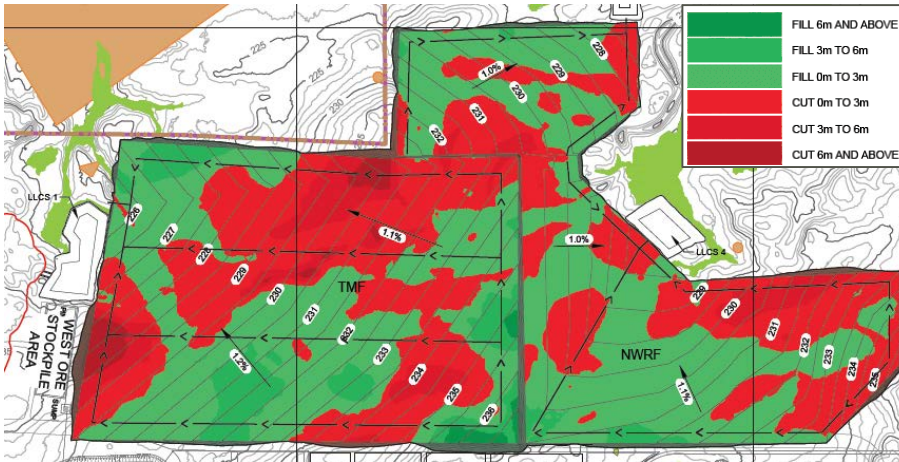 FILL 6m AND ABOVE
FILL 3m TO 6m
FILL 0m TO 3m
CUT 0m TO 3m
CUT 3m TO 6m
CUT 6m AND ABOVE
225
225
230
228
229
1.0%
230
231
232
LLCS 1
226
227
228
229
230
231
232
233
234
235
236
1.1%
TMF
1.2%
1.0%
LLCS 4
229
230
231
232
233
234
235
NWRF
1.1%
WEST ORE
STOCKPILE
AREA
SUMP